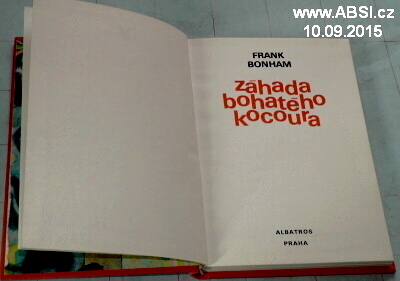 www.ABSI.cz
10.09.2015
FRANK
BONHAM
záhada
bohatého
kocoura
ALBATROS
PRAHA